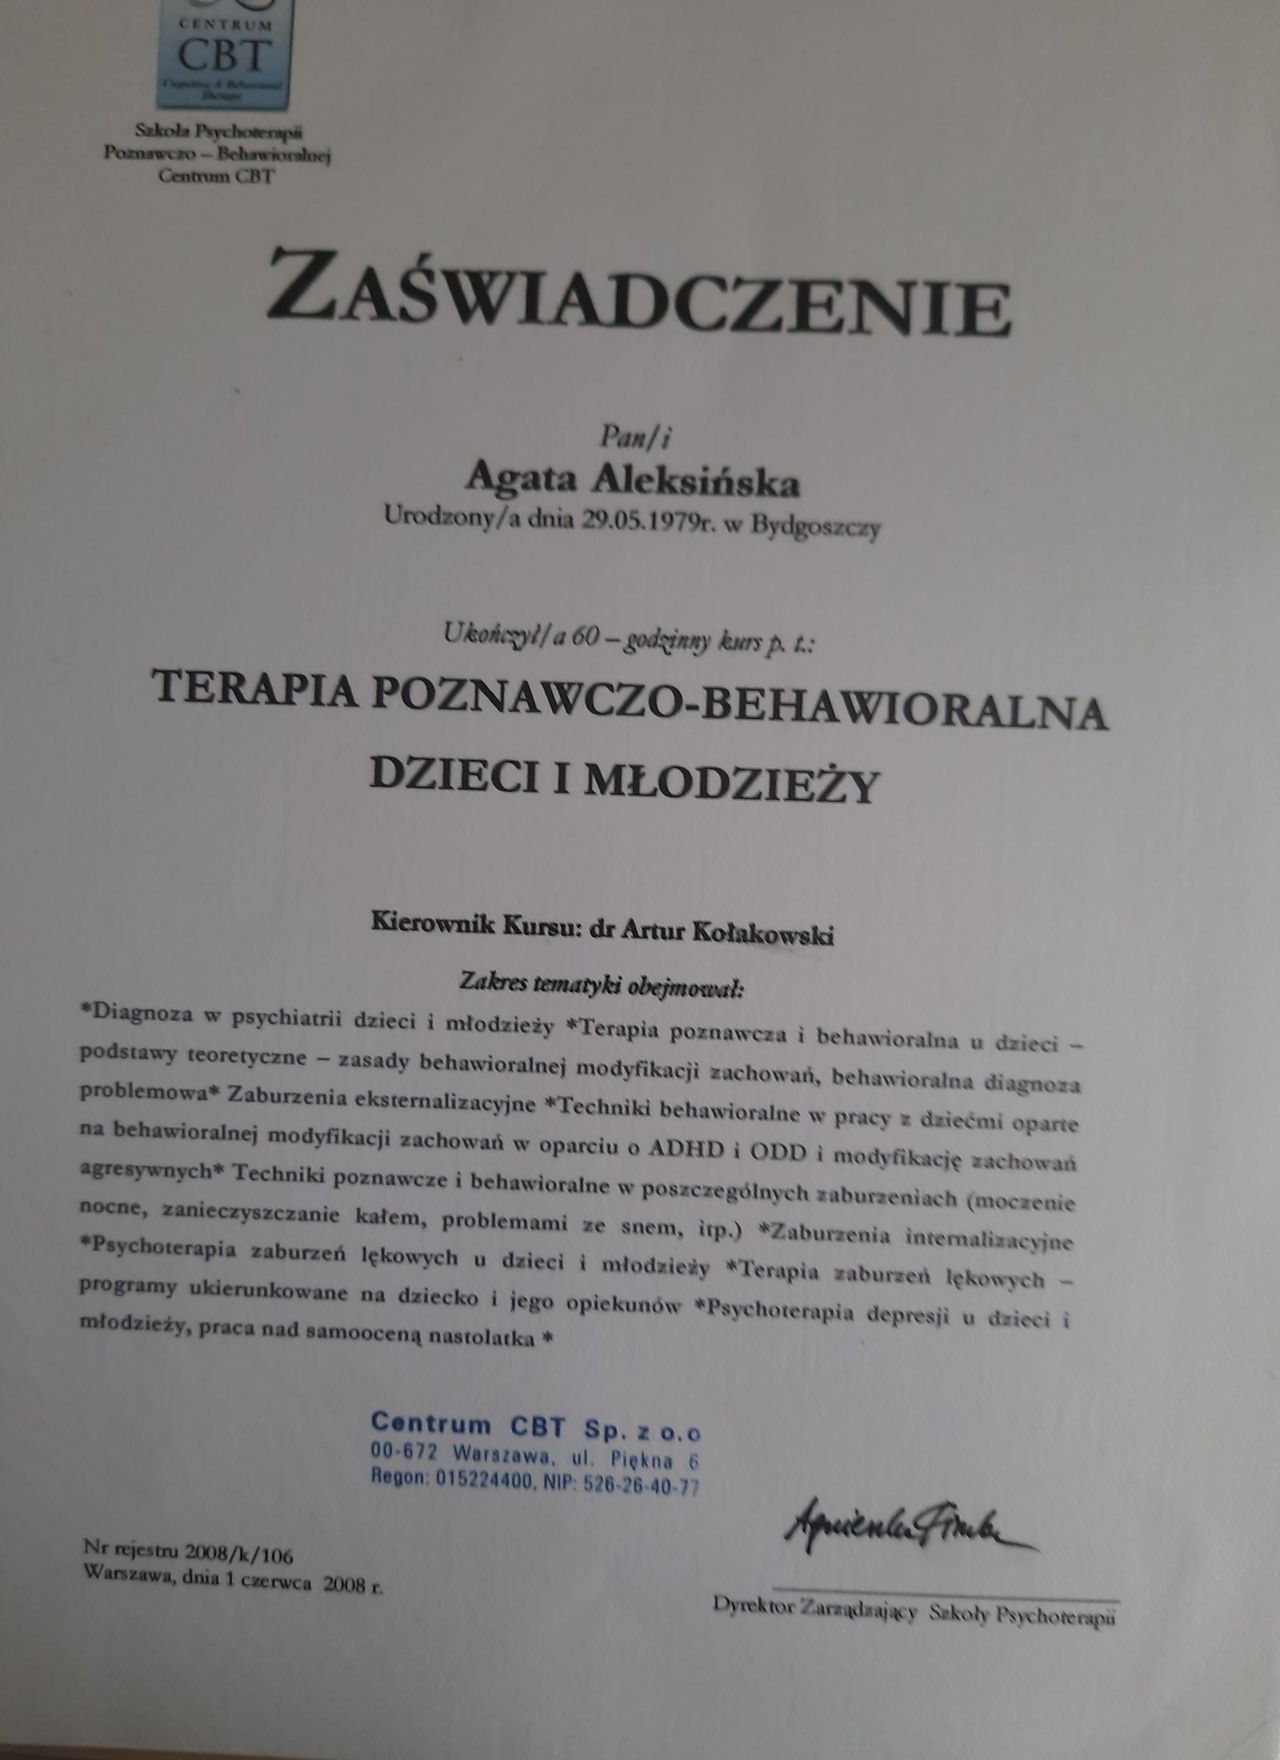 CENTRUM
CBT
Cognitive & Behavioral
Therapy
Szkoła Psychoterapii
Poznawczo – Behawioralnej
Centrum CBT
ZAŚWIADCZENIE
Pan/i
Agata Aleksińska
Urodzony/a dnia 29.05.1979r. w Bydgoszczy
Ukończył/a 60 – godzinny kurs p. t.:
TERAPIA POZNAWCZO-BEHAWIORALNA
DZIECI I MŁODZIEŻY
Kierownik Kursu: dr Artur Kołakowski
Zakres tematyki obejmował:
*Diagnoza w psychiatrii dzieci i młodzieży *Terapia poznawcza i behawioralna u dzieci –
podstawy teoretyczne – zasady behawioralnej modyfikacji zachowań, behawioralna diagnoza
problemowa* Zaburzenia eksternalizacyjne *Techniki behawioralne w pracy z dziećmi oparte
na behawioralnej modyfikacji zachowań w oparciu o ADHD i ODD i modyfikację zachowań
agresywnych* Techniki poznawcze i behawioralne w poszczególnych zaburzeniach (moczenie
nocne, zanieczyszczanie kałem, problemami ze snem, itp.) *Zaburzenia internalizacyjne
*Psychoterapia zaburzeń lękowych u dzieci i młodzieży *Terapia zaburzeń lękowych –
programy ukierunkowane na dziecko i jego opiekunów *Psychoterapia depresji u dzieci i
młodzieży, praca nad samooceną nastolatka *
Centrum CBT Sp. z o.o
00-672 Warszawa, ul. Piękna 6
Regon: 015224400, NIP: 526-26-40-77
Nr rejestru 2008/k/106
Warszawa, dnia 1 czerwca 2008 r.
Dyrektor Zarządzający Szkoły Psychoterapii